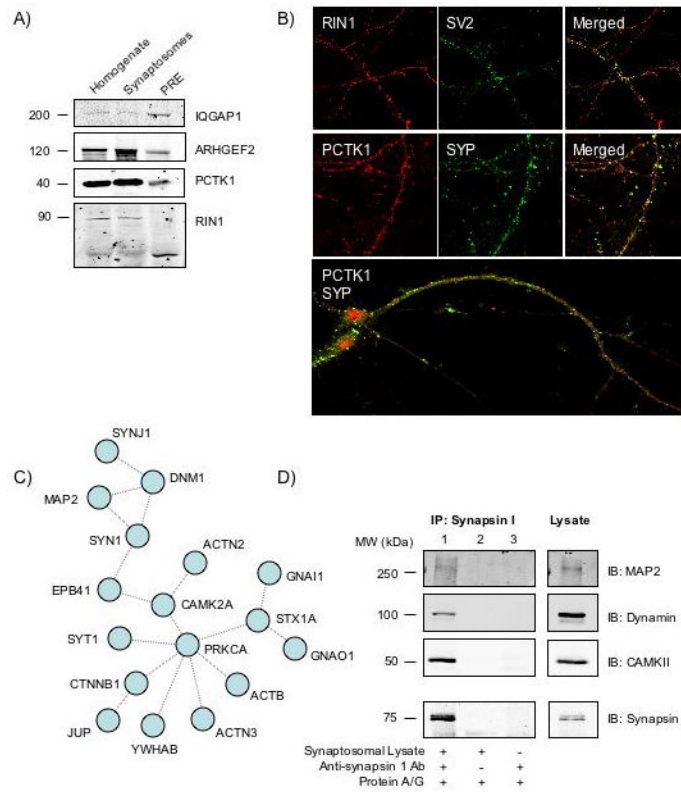 A)
Homogenate
Synaptosomes
PRE
200
IQGAP1
120
ARHGEF2
40
PCTK1
90
RIN1
B)
RIN1
SV2
Merged
PCTK1
SYP
Merged
PCTK1
SYP
C)
SYNJ1
DNM1
MAP2
SYN1
ACTN2
EPB41
CAMK2A
GNAI1
STX1A
SYT1
PRKCA
GNAO1
CTNNB1
ACTB
JUP
YWHAB
ACTN3
D)
IP: Synapsin I
Lysate
MW (kDa)
1 2 3
250
IB: MAP2
100
IB: Dynamin
50
IB: CAMKII
75
IB: Synapsin
Synaptosomal Lysate + + -
Anti-synapsin 1 Ab + - +
Protein A/G + + +